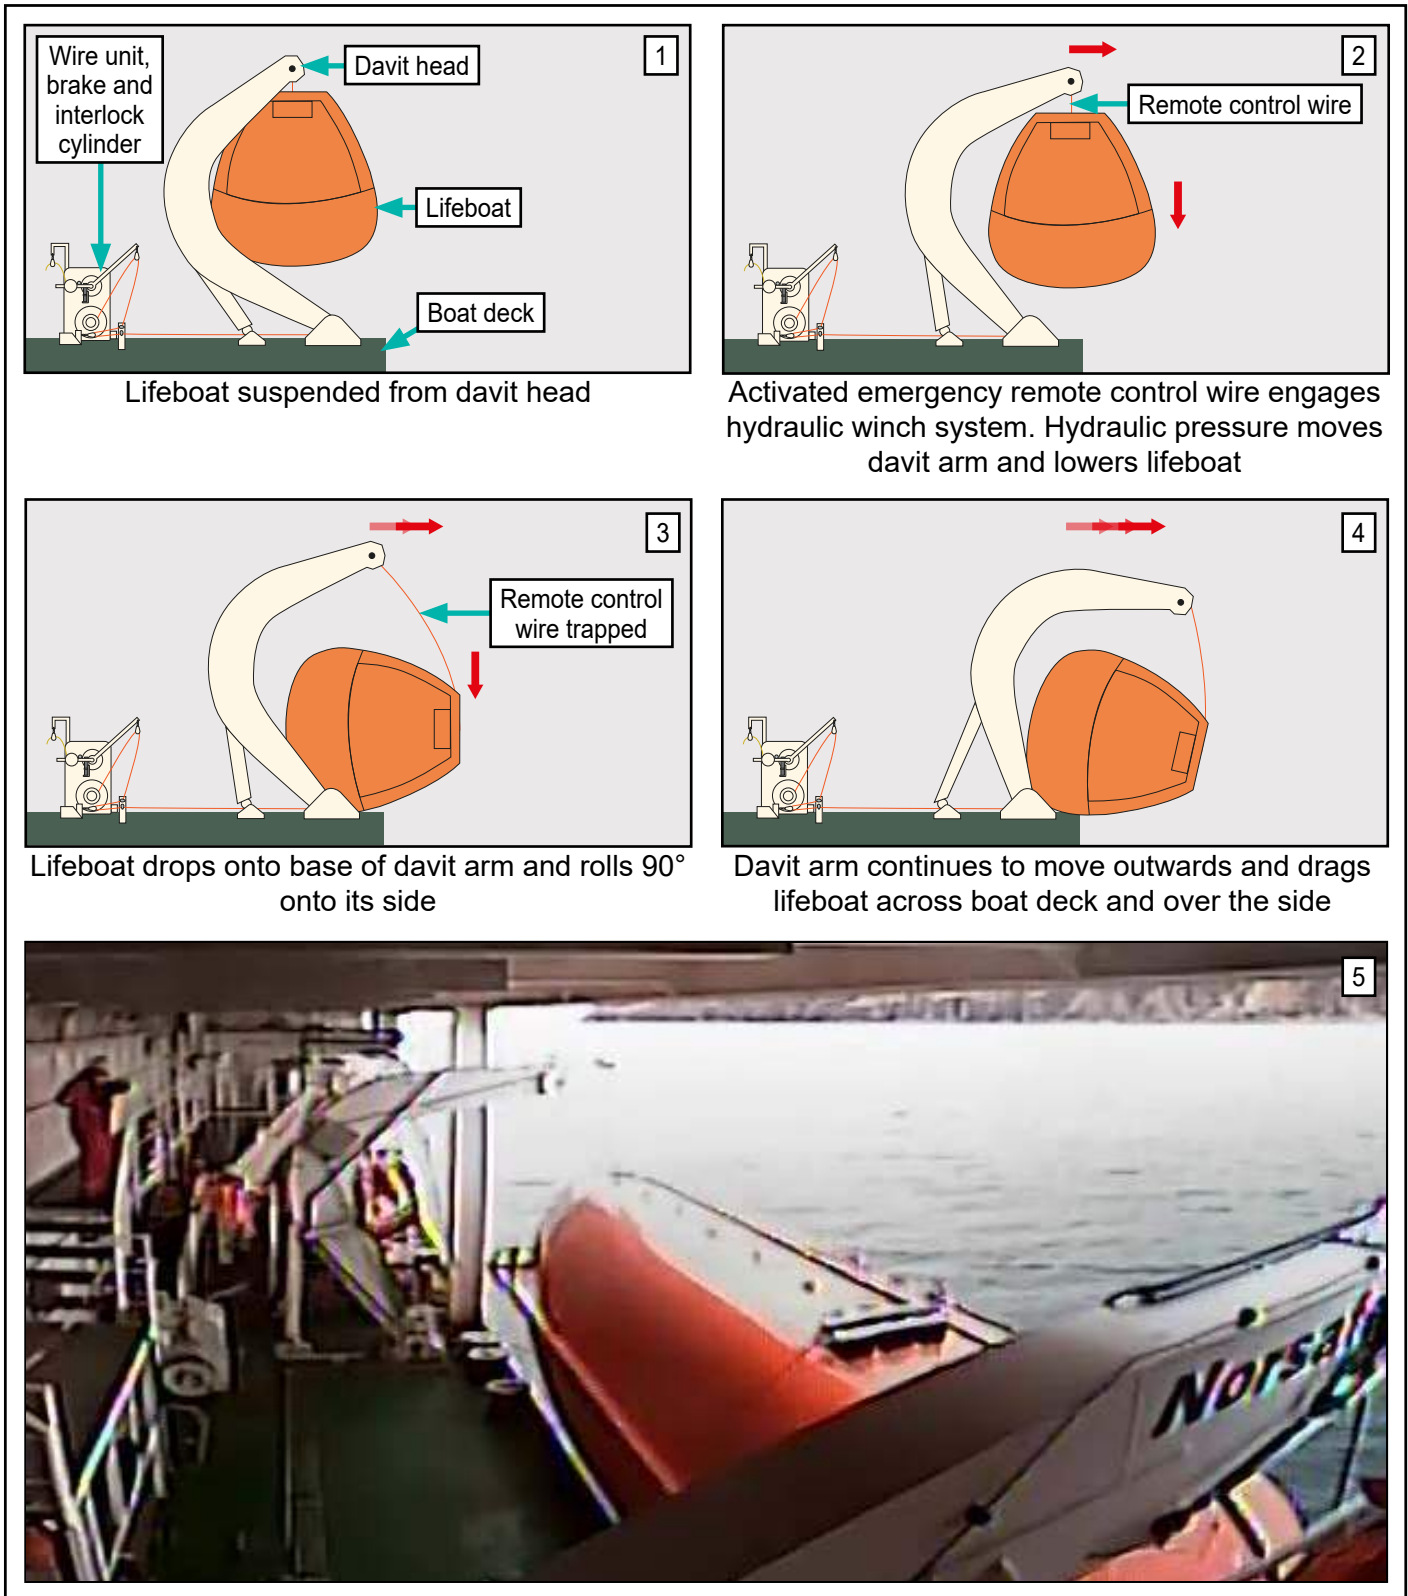 Wire unit,
brake and
interlock
cylinder
Davit head
1
Lifeboat
Boat deck
Lifeboat suspended from davit head
2
Remote control wire
Activated emergency remote control wire engages
hydraulic winch system. Hydraulic pressure moves
davit arm and lowers lifeboat
3
Remote control
wire trapped
Lifeboat drops onto base of davit arm and rolls 90°
onto its side
4
Davit arm continues to move outwards and drags
lifeboat across boat deck and over the side
5